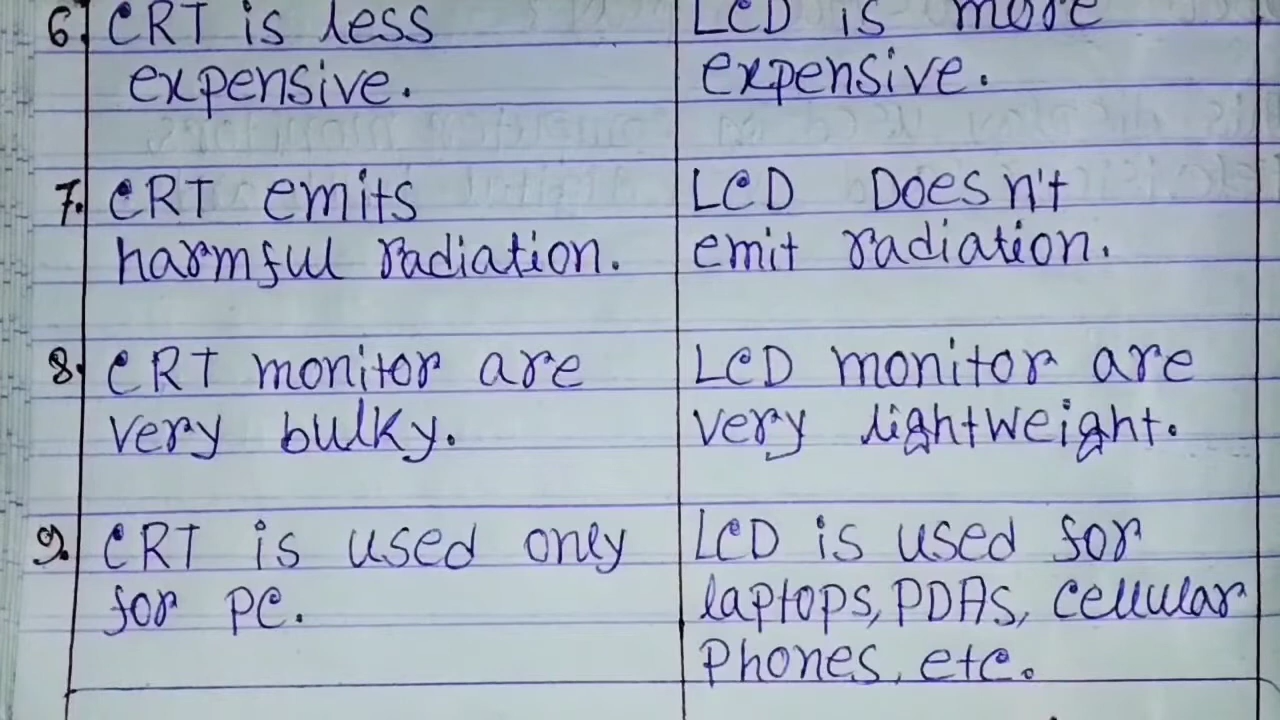 6. CRT is less
expensive.
LCD is more
expensive.
7. CRT emits
harmful radiation.
LCD Doesn't
emit radiation.
8. CRT monitor are
very bulky.
LCD monitor are
very lightweight.
9. CRT is used only
for PC.
LCD is used for
laptops, PDAs, cellular
Phones, etc.